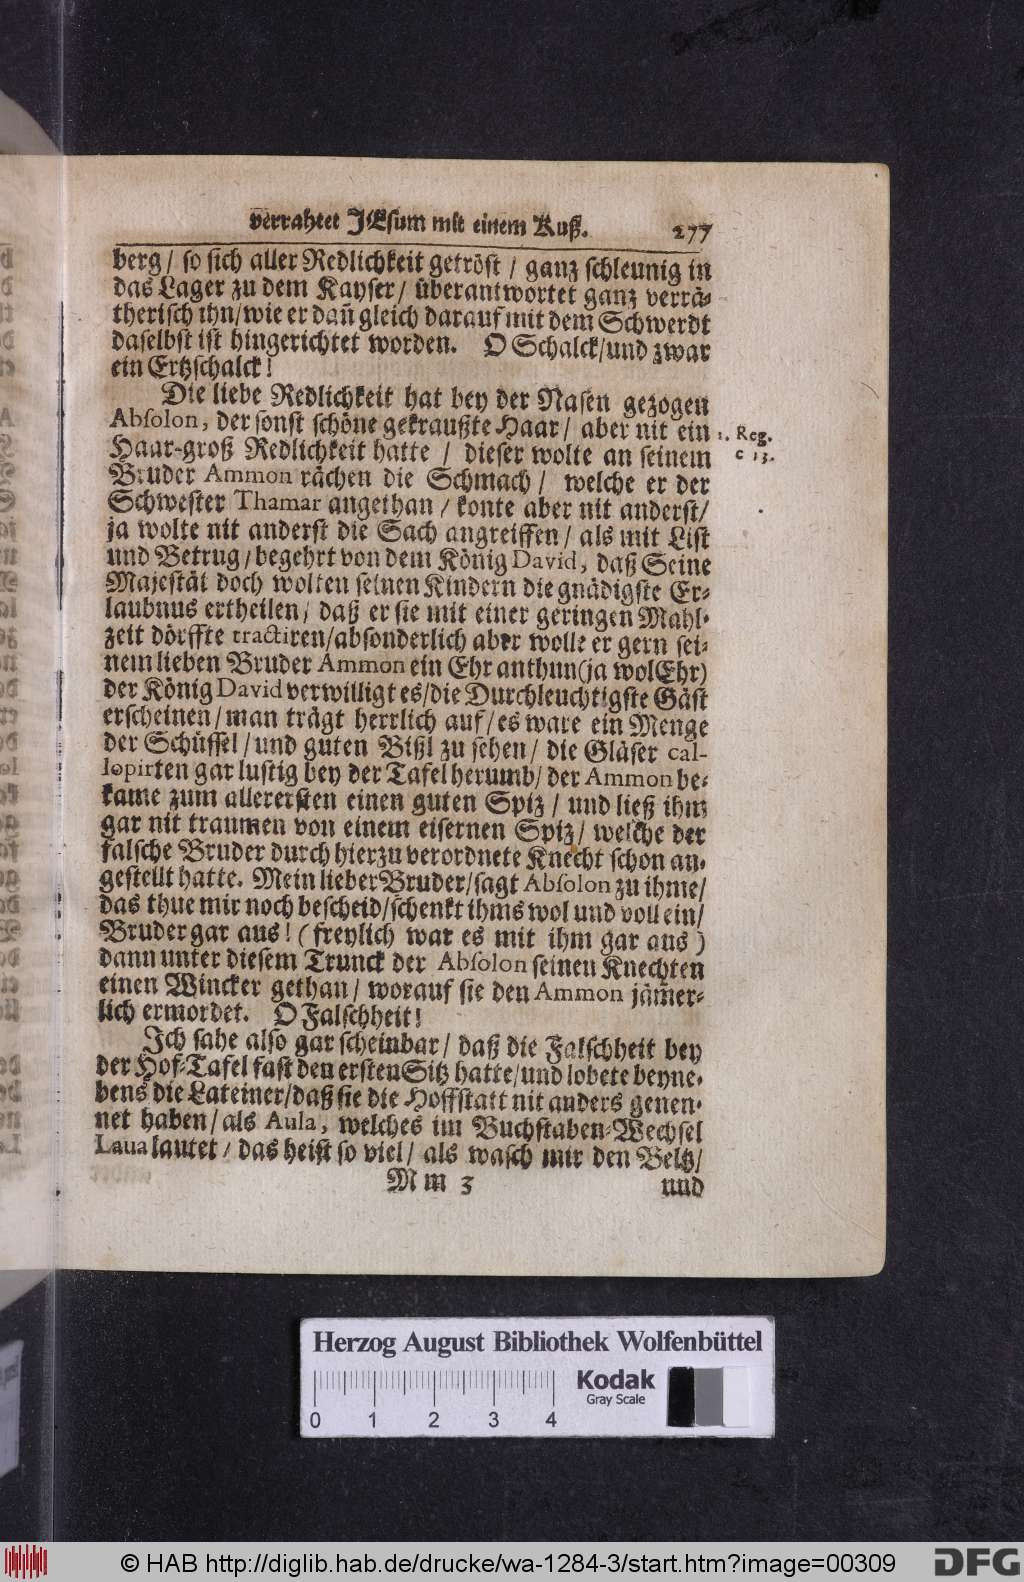 verrahtet JEsum mit einem Kuß. 277
berg / so sich aller Redlichkeit getröst / ganz schleunig in
das Lager zu dem Kayser / überantwortet ganz verrä-
therisch ihn / wie er dañ gleich darauf mit dem Schwerdt
daselbst ist hingerichtet worden. O Schalck / und zwar
ein Ertzschalck!
Die liebe Redlichkeit hat bey der Nasen gezogen
Absolon, der sonst schöne gekraußte Haar / aber nit ein
Haar-groß Redlichkeit hatte / dieser wolte an seinem
Bruder Ammon rächen die Schmach / welche er der
Schwester Thamar angethan / konte aber nit anderst /
ja wolte nit anderst die Sach angreiffen / als mit List
und Betrug / begehrt von dem König David, daß Seine
Majestät doch wolten seinen Kindern die gnädigste Er-
laubnus ertheilen / daß er sie mit einer geringen Mahl-
zeit dörffte tractiren / absonderlich aber wolle er gern sei-
nem lieben Bruder Ammon ein Ehr anthun (ja wol Ehr)
der König David verwilligt es / die Durchleuchtigste Gäst
erscheinen / man trägt herrlich auf / es ware ein Menge
der Schüssel / und guten Bißl zu sehen / die Gläser cal-
lopirten gar lustig bey der Tafel herumb / der Ammon be-
kame zum allerersten einen guten Spiz / und ließ ihm
gar nit traumen von einem eisernen Spiz / welche der
falsche Bruder durch hierzu verordnete Knecht schon an-
gestellt hatte. Mein lieber Bruder / sagt Absolon zu ihme /
das thue mir noch bescheid / schenkt ihms wol und voll ein /
Bruder gar aus! (freylich war es mit ihm gar aus)
dann unter diesem Trunck der Absolon seinen Knechten
einen Wincker gethan / worauf sie den Ammon jäm̃er-
lich ermordet. O Falschheit!
Ich sahe also gar scheinbar / daß die Falschheit bey
der Hof-Tafel fast den ersten Sitz hatte / und lobete beyne-
bens die Lateiner / daß sie die Hoffstatt nit anders genen-
net haben / als Aula, welches im Buchstaben-Wechsel
Laua lautet / das heist so viel / als wasch mir den Beltz /
Mm 3 und
1. Reg.
c 13.
Herzog August Bibliothek Wolfenbüttel
Kodak
Gray Scale
0 1 2 3 4
© HAB http://diglib.hab.de/drucke/wa-1284-3/start.htm?image=00309
DFG